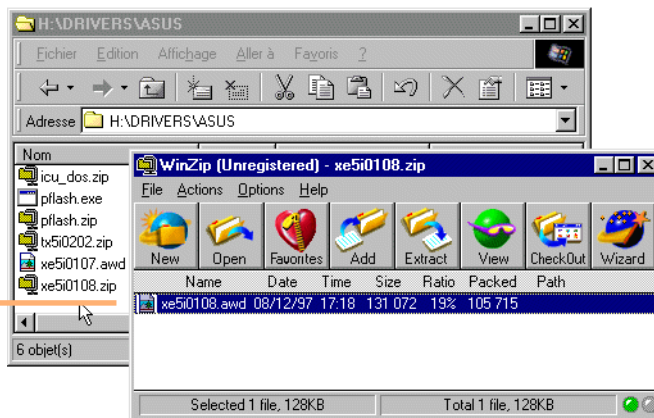 H:\DRIVERS\ASUS
Fichier Edition Affichage Aller à Favoris ?
Adresse H:\DRIVERS\ASUS
Nom
icu_dos.zip
pflash.exe
pflash.zip
tx5i0202.zip
xe5i0107.awd
xe5i0108.zip
6 objet(s)
WinZip (Unregistered) - xe5i0108.zip
File Actions Options Help
New Open Favorites Add Extract View CheckOut Wizard
Name Date Time Size Ratio Packed Path
xe5i0108.awd 08/12/97 17:18 131 072 19% 105 715
Selected 1 file, 128KB Total 1 file, 128KB